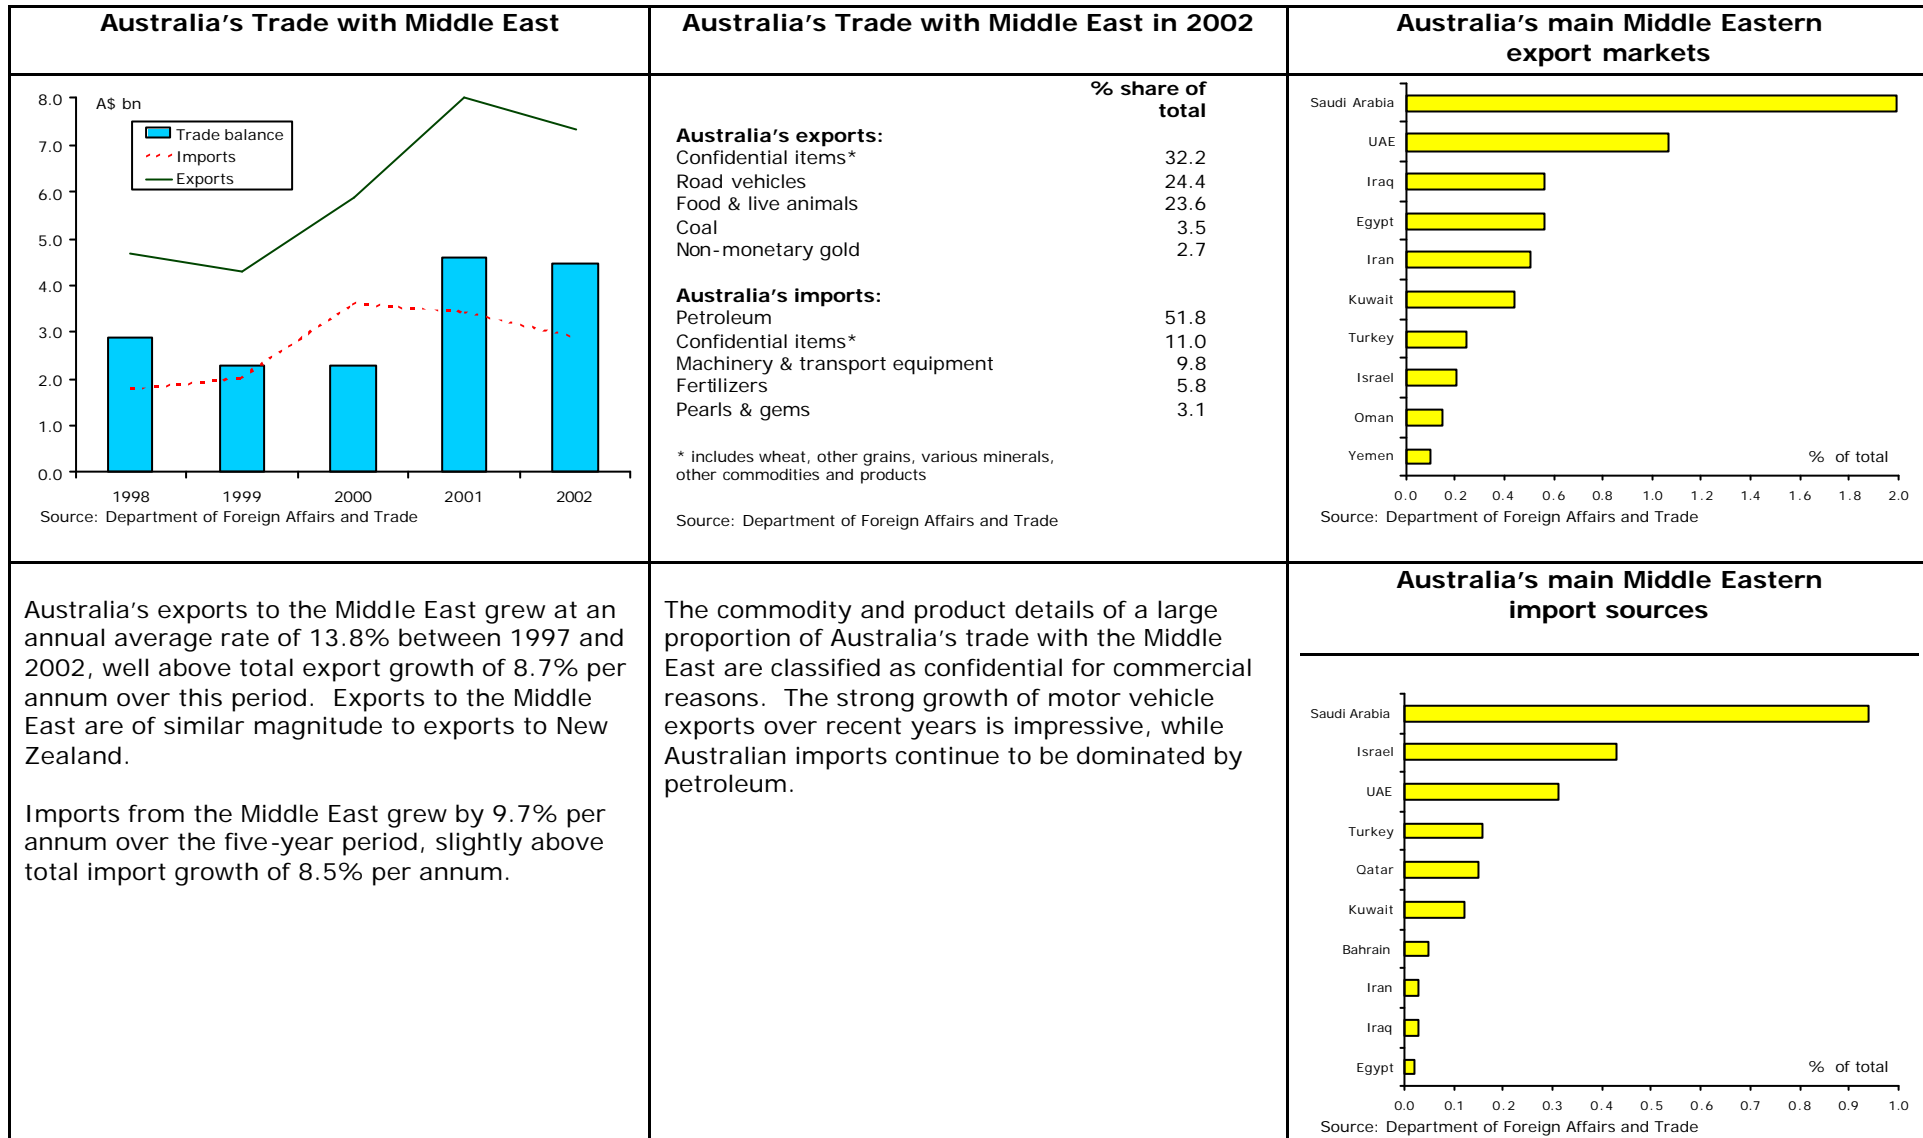 Australia's Trade with Middle East
A$ bn
8.0
7.0
6.0
5.0
4.0
3.0
2.0
1.0
0.0
Trade balance
Imports
Exports
1998 1999 2000 2001 2002
Source: Department of Foreign Affairs and Trade
Australia's Trade with Middle East in 2002
% share of
total
Australia's exports:
Confidential items* 32.2
Road vehicles 24.4
Food & live animals 23.6
Coal 3.5
Non-monetary gold 2.7
Australia's imports:
Petroleum 51.8
Confidential items* 11.0
Machinery & transport equipment 9.8
Fertilizers 5.8
Pearls & gems 3.1
* includes wheat, other grains, various minerals,
other commodities and products
Source: Department of Foreign Affairs and Trade
Australia's main Middle Eastern
export markets
Saudi Arabia
UAE
Iraq
Egypt
Iran
Kuwait
Turkey
Israel
Oman
Yemen
% of total
0.0 0.2 0.4 0.6 0.8 1.0 1.2 1.4 1.6 1.8 2.0
Source: Department of Foreign Affairs and Trade
Australia's exports to the Middle East grew at an
annual average rate of 13.8% between 1997 and
2002, well above total export growth of 8.7% per
annum over this period. Exports to the Middle
East are of similar magnitude to exports to New
Zealand.
Imports from the Middle East grew by 9.7% per
annum over the five-year period, slightly above
total import growth of 8.5% per annum.
The commodity and product details of a large
proportion of Australia's trade with the Middle
East are classified as confidential for commercial
reasons. The strong growth of motor vehicle
exports over recent years is impressive, while
Australian imports continue to be dominated by
petroleum.
Australia's main Middle Eastern
import sources
Saudi Arabia
Israel
UAE
Turkey
Qatar
Kuwait
Bahrain
Iran
Iraq
Egypt
% of total
0.0 0.1 0.2 0.3 0.4 0.5 0.6 0.7 0.8 0.9 1.0
Source: Department of Foreign Affairs and Trade